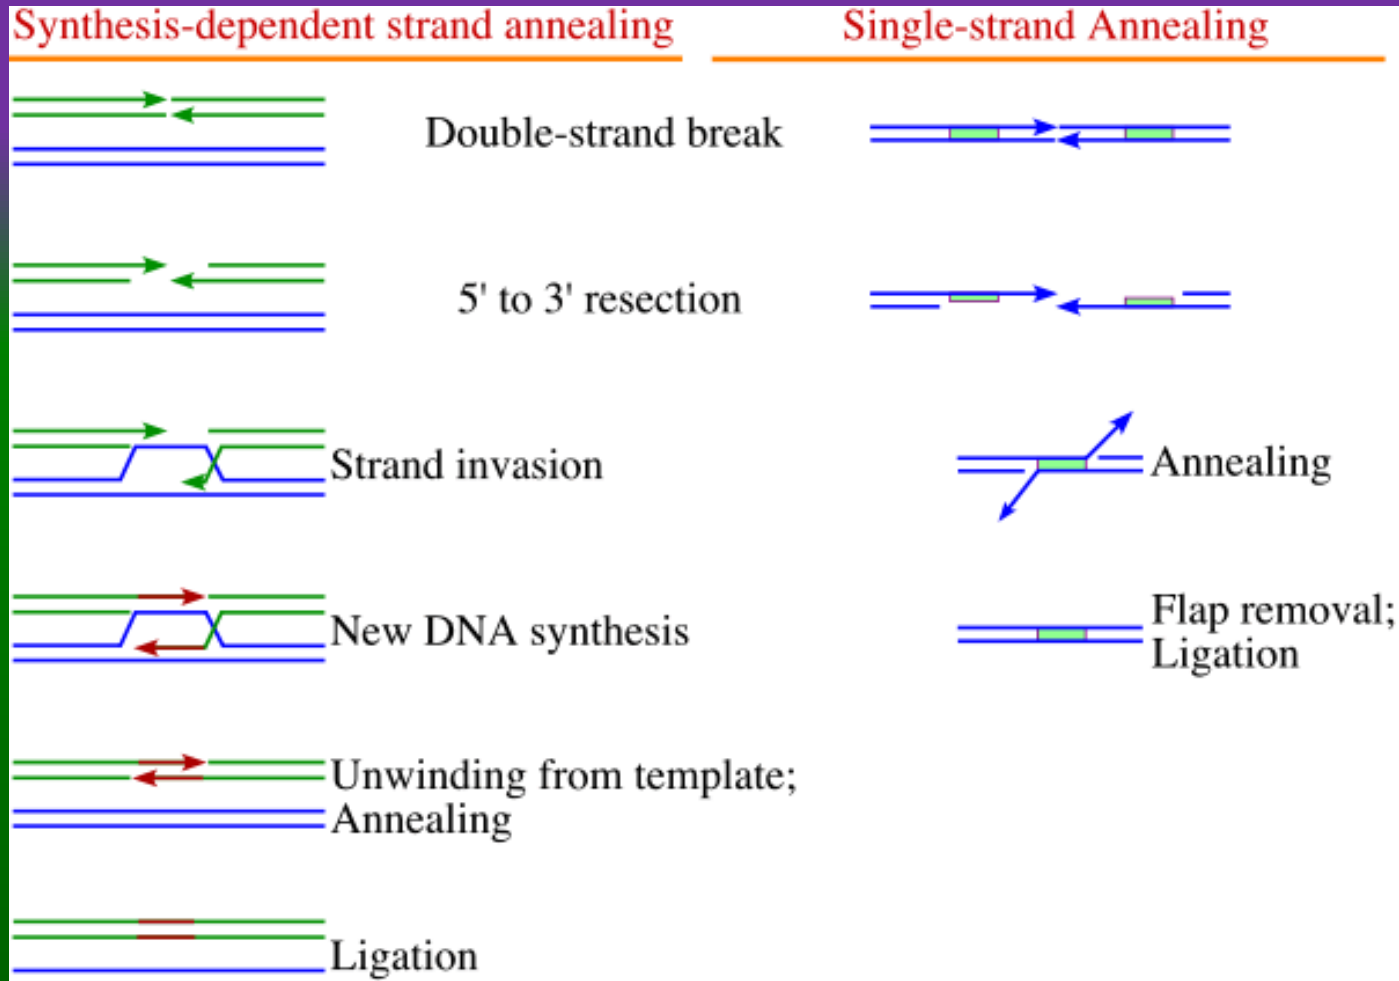 Synthesis-dependent strand annealing
Single-strand Annealing
Double-strand break
5' to 3' resection
Strand invasion
Annealing
New DNA synthesis
Flap removal;
Ligation
Unwinding from template;
Annealing
Ligation